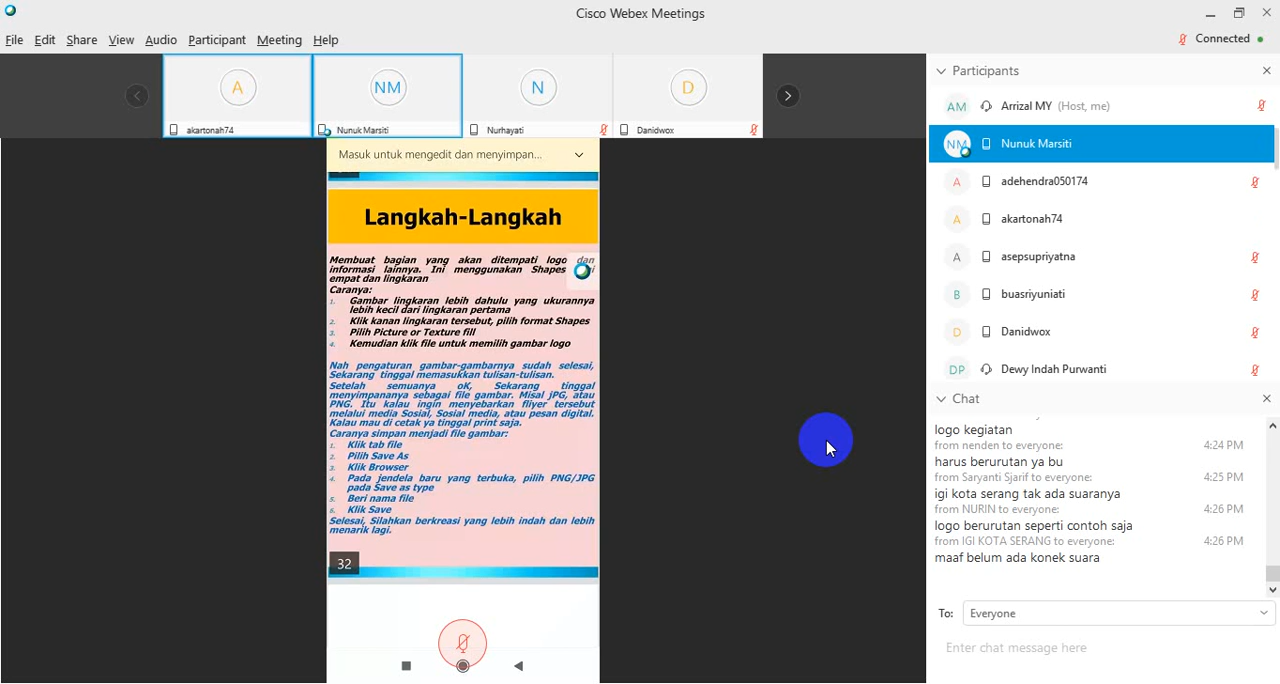 Cisco Webex Meetings
File Edit Share View Audio Participant Meeting Help
Connected
A
akartonah74
NM
Nunuk Marsiti
N
Nurhayati
D
Danidwox
Masuk untuk mengedit dan menyimpan...
Langkah-Langkah
Membuat bagian yang akan ditempati logo dan
informasi lainnya. Ini menggunakan Shapes
empat dan lingkaran
Caranya:
1. Gambar lingkaran lebih dahulu yang ukurannya
lebih kecil dari lingkaran pertama
2. Klik kanan lingkaran tersebut, pilih format Shapes
3. Pilih Picture or Texture fill
4. Kemudian klik file untuk memilih gambar logo
Nah pengaturan gambar-gambarnya sudah selesai,
Sekarang tinggal memasukkan tulisan-tulisan.
Setelah semuanya oK, Sekarang tinggal
menyimpananya sebagai file gambar. Misal jPG, atau
PNG. Itu kalau ingin menyebarkan fliyer tersebut
melalui media Sosial, Sosial media, atau pesan digital.
Kalau mau di cetak ya tinggal print saja.
Caranya simpan menjadi file gambar:
1. Klik tab file
2. Pilih Save As
3. Klik Browser
4. Pada jendela baru yang terbuka, pilih PNG/JPG
pada Save as type
5. Beri nama file
6. Klik Save
Selesai, Silahkan berkreasi yang lebih indah dan lebih
menarik lagi.
32
Participants
AM Arrizal MY (Host, me)
NM Nunuk Marsiti
A adehendra050174
A akartonah74
A asepsupriyatna
B buasriyuniati
D Danidwox
DP Dewy Indah Purwanti
Chat
logo kegiatan
from nenden to everyone: 4:24 PM
harus berurutan ya bu
from Saryanti Sjarif to everyone: 4:25 PM
igi kota serang tak ada suaranya
from NURIN to everyone: 4:26 PM
logo berurutan seperti contoh saja
from IGI KOTA SERANG to everyone: 4:26 PM
maaf belum ada konek suara
To: Everyone
Enter chat message here